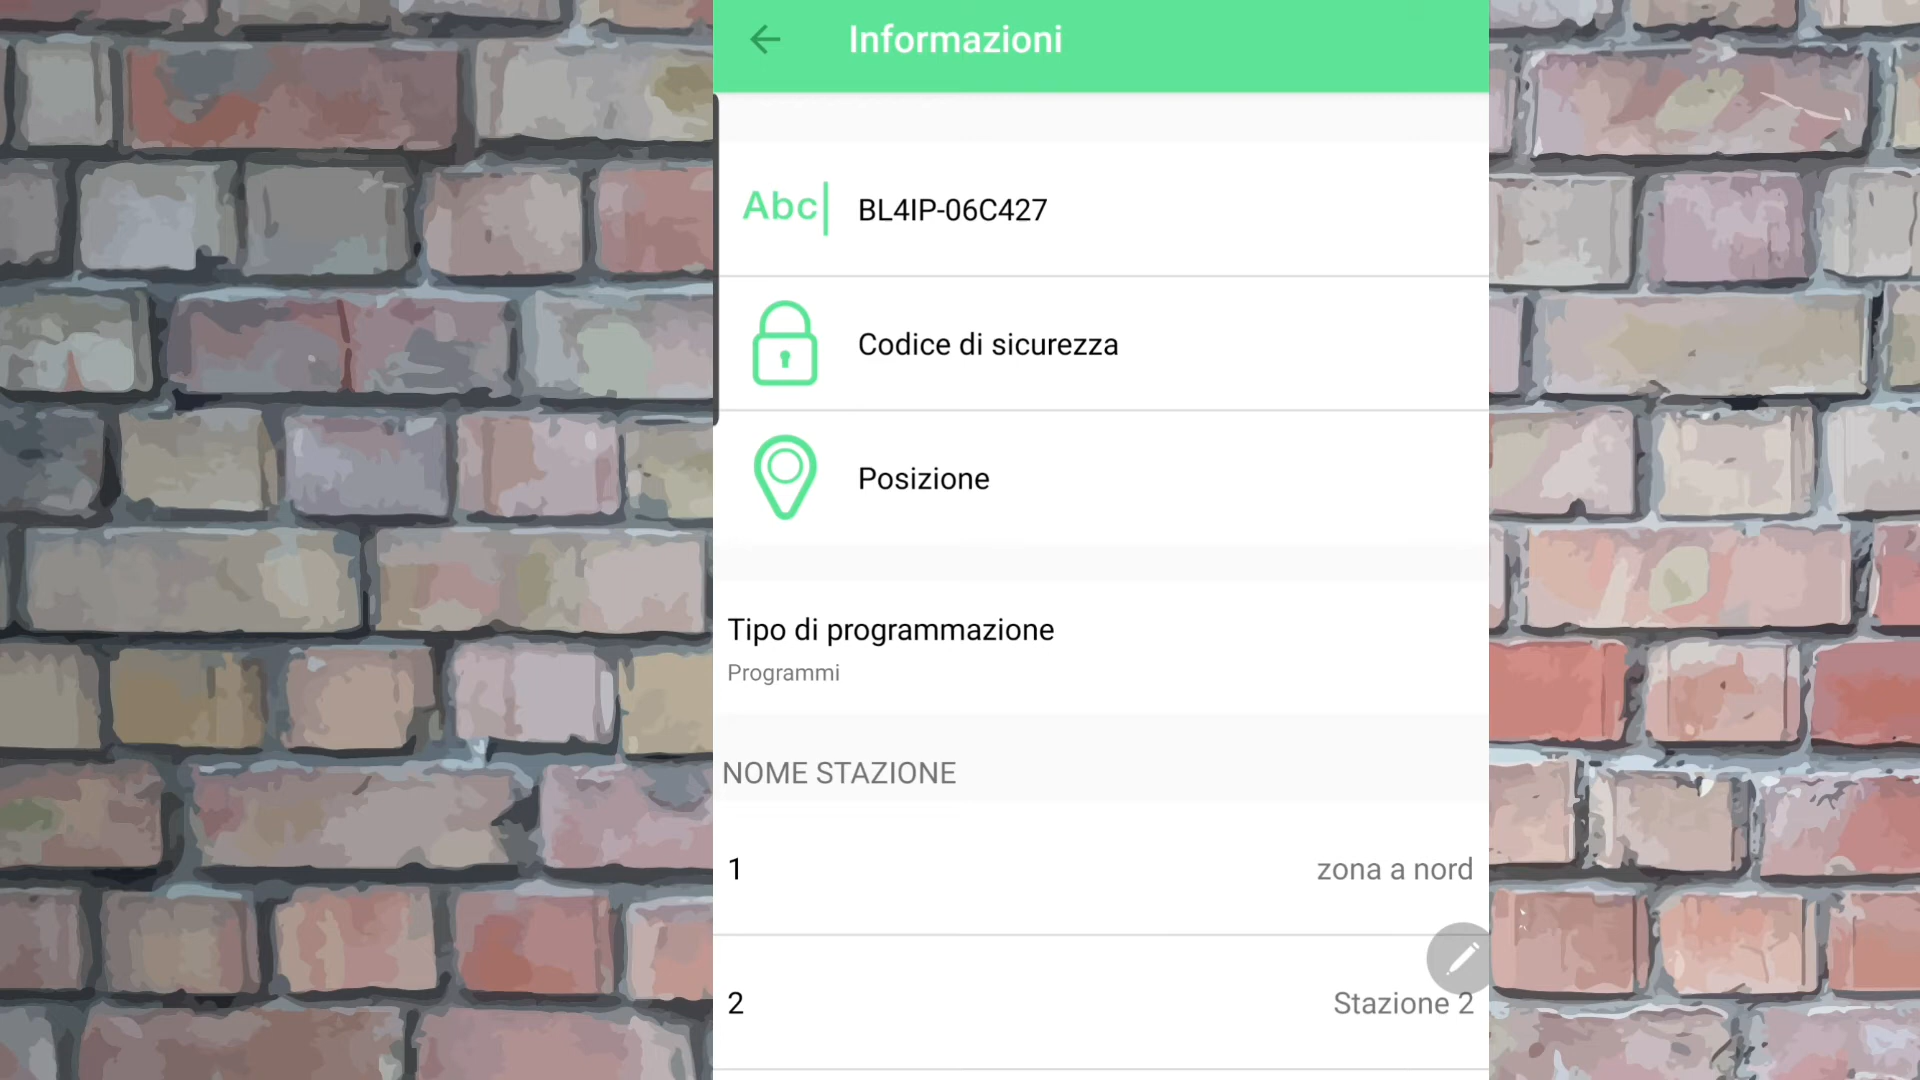 Informazioni
Abc
BL4IP-06C427
Codice di sicurezza
Posizione
Tipo di programmazione
Programmi
NOME STAZIONE
1 zona a nord
2 Stazione 2